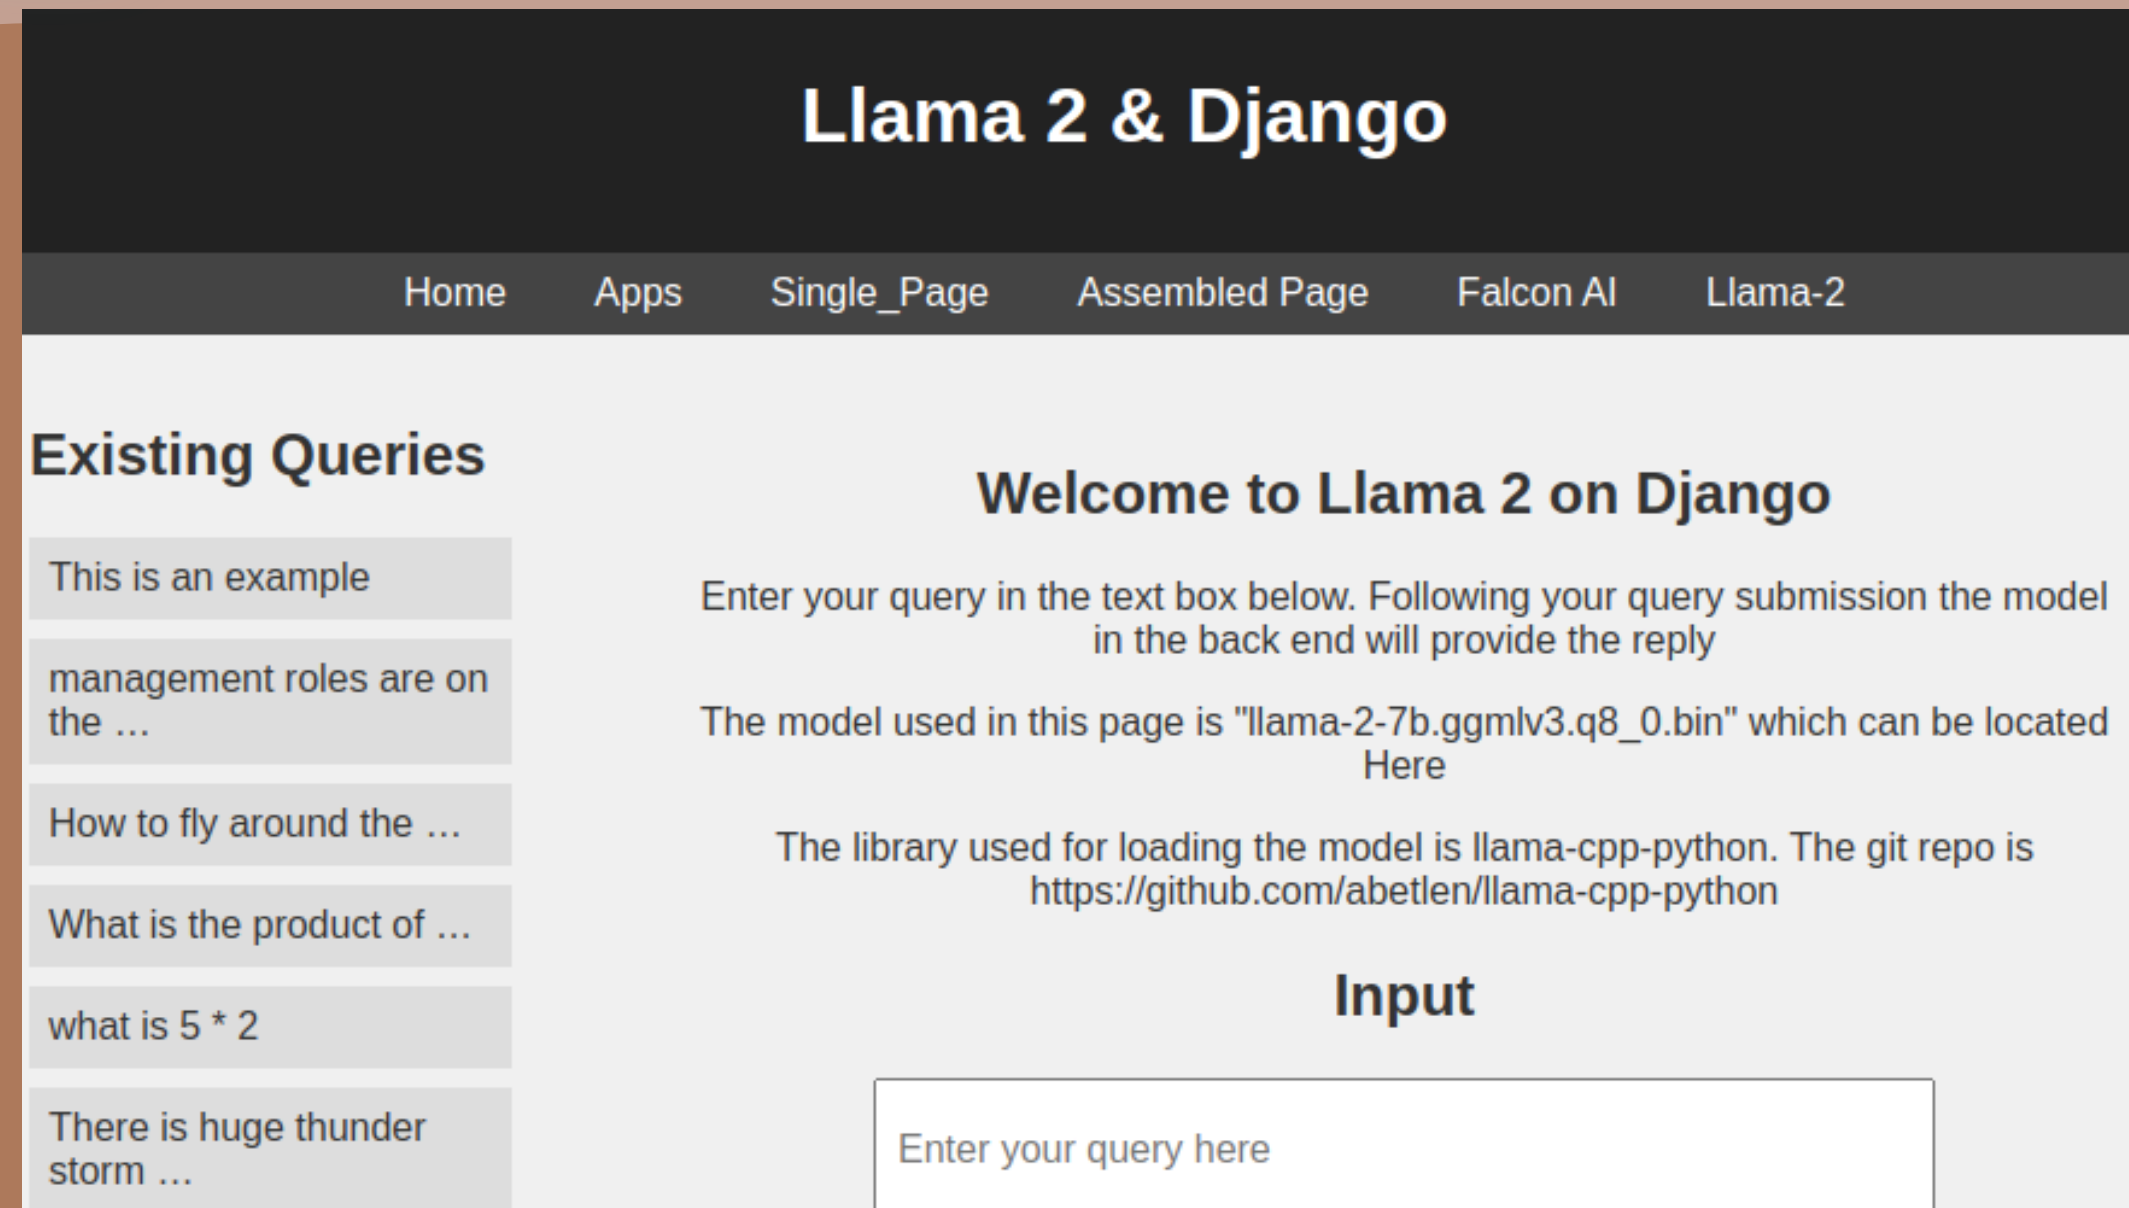 Llama 2 & Django
Home Apps Single_Page Assembled Page Falcon AI Llama-2
Existing Queries
This is an example
management roles are on
the ...
How to fly around the ...
What is the product of ...
what is 5 * 2
There is huge thunder
storm ...
Welcome to Llama 2 on Django
Enter your query in the text box below. Following your query submission the model
in the back end will provide the reply
The model used in this page is "llama-2-7b.ggmlv3.q8_0.bin" which can be located
Here
The library used for loading the model is llama-cpp-python. The git repo is
https://github.com/abetlen/llama-cpp-python
Input
Enter your query here